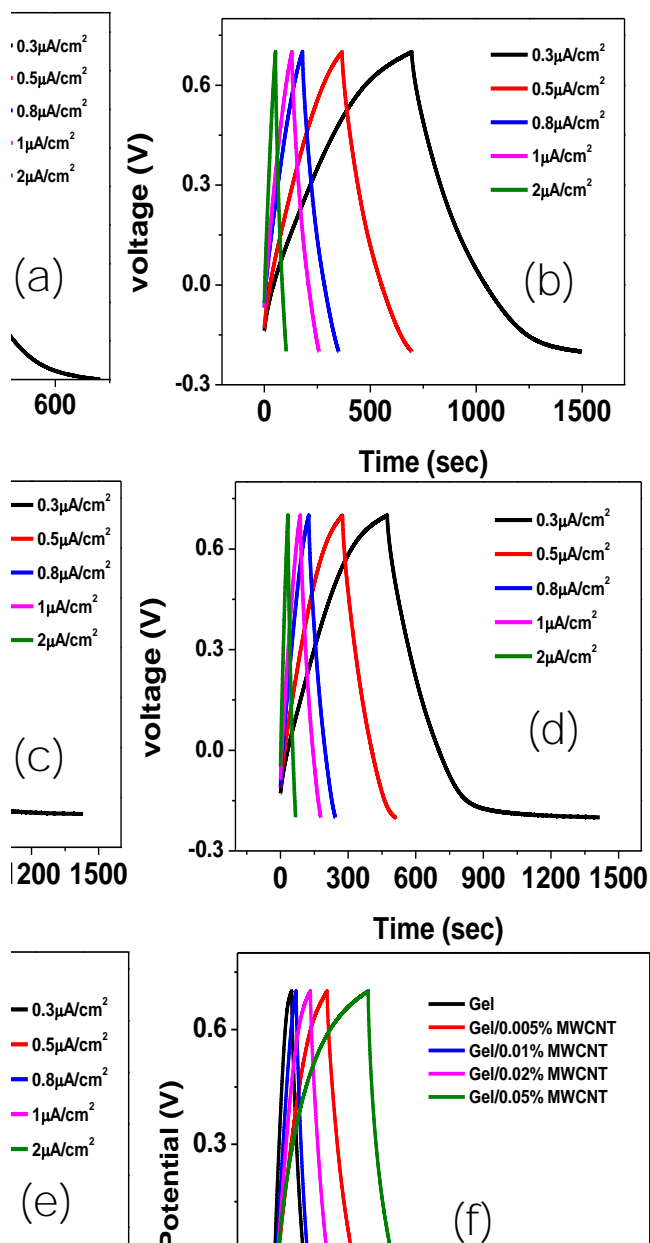 0.3μA/cm²
0.5μA/cm²
0.8μA/cm²
1μA/cm²
2μA/cm²
(a)
600
voltage (V)
0.6
0.3
0.0
-0.3
0.3μA/cm²
0.5μA/cm²
0.8μA/cm²
1μA/cm²
2μA/cm²
(b)
0 500 1000 1500
Time (sec)
0.3μA/cm²
0.5μA/cm²
0.8μA/cm²
1μA/cm²
2μA/cm²
(c)
1200 1500
voltage (V)
0.6
0.3
0.0
-0.3
0.3μA/cm²
0.5μA/cm²
0.8μA/cm²
1μA/cm²
2μA/cm²
(d)
0 300 600 900 1200 1500
Time (sec)
0.3μA/cm²
0.5μA/cm²
0.8μA/cm²
1μA/cm²
2μA/cm²
(e)
Potential (V)
0.6
0.3
Gel
Gel/0.005% MWCNT
Gel/0.01% MWCNT
Gel/0.02% MWCNT
Gel/0.05% MWCNT
(f)